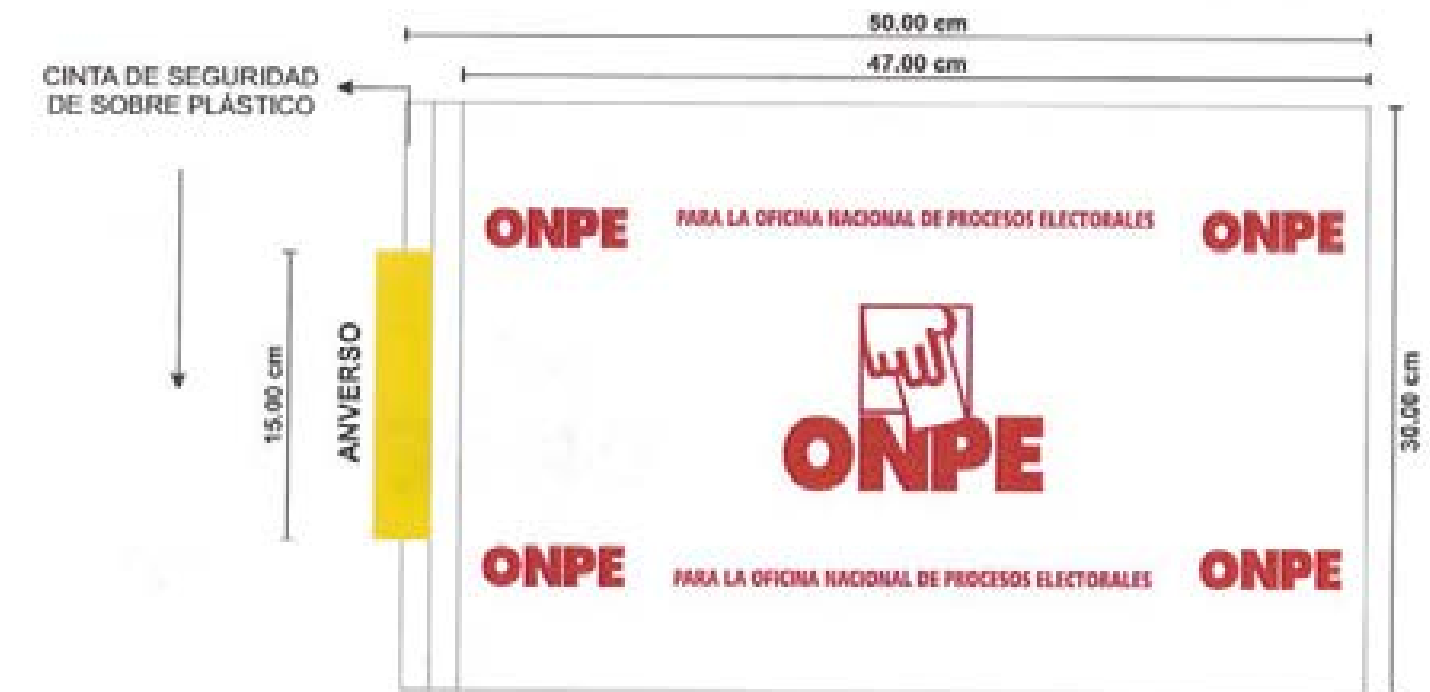 50.00 cm
47.00 cm
CINTA DE SEGURIDAD
DE SOBRE PLÁSTICO
ONPE
PARA LA OFICINA NACIONAL DE PROCESOS ELECTORALES
ONPE
15.00 cm
ANVERSO
ONPE
30.00 cm
ONPE
PARA LA OFICINA NACIONAL DE PROCESOS ELECTORALES
ONPE